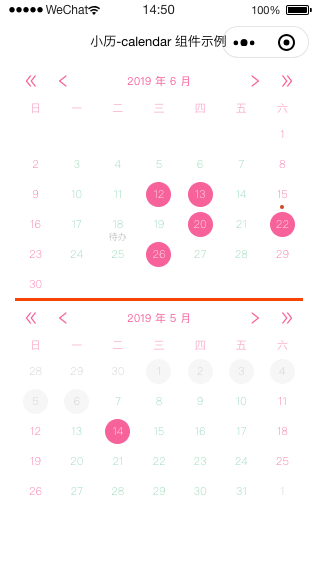 WeChat 14:50 100%
小历-calendar 组件示例
2019 年 6 月
日 一 二 三 四 五 六
1
2 3 4 5 6 7 8
9 10 11 12 13 14 15
16 17 18 19 20 21 22
待办
23 24 25 26 27 28 29
30
2019 年 5 月
日 一 二 三 四 五 六
28 29 30 1 2 3 4
5 6 7 8 9 10 11
12 13 14 15 16 17 18
19 20 21 22 23 24 25
26 27 28 29 30 31 1